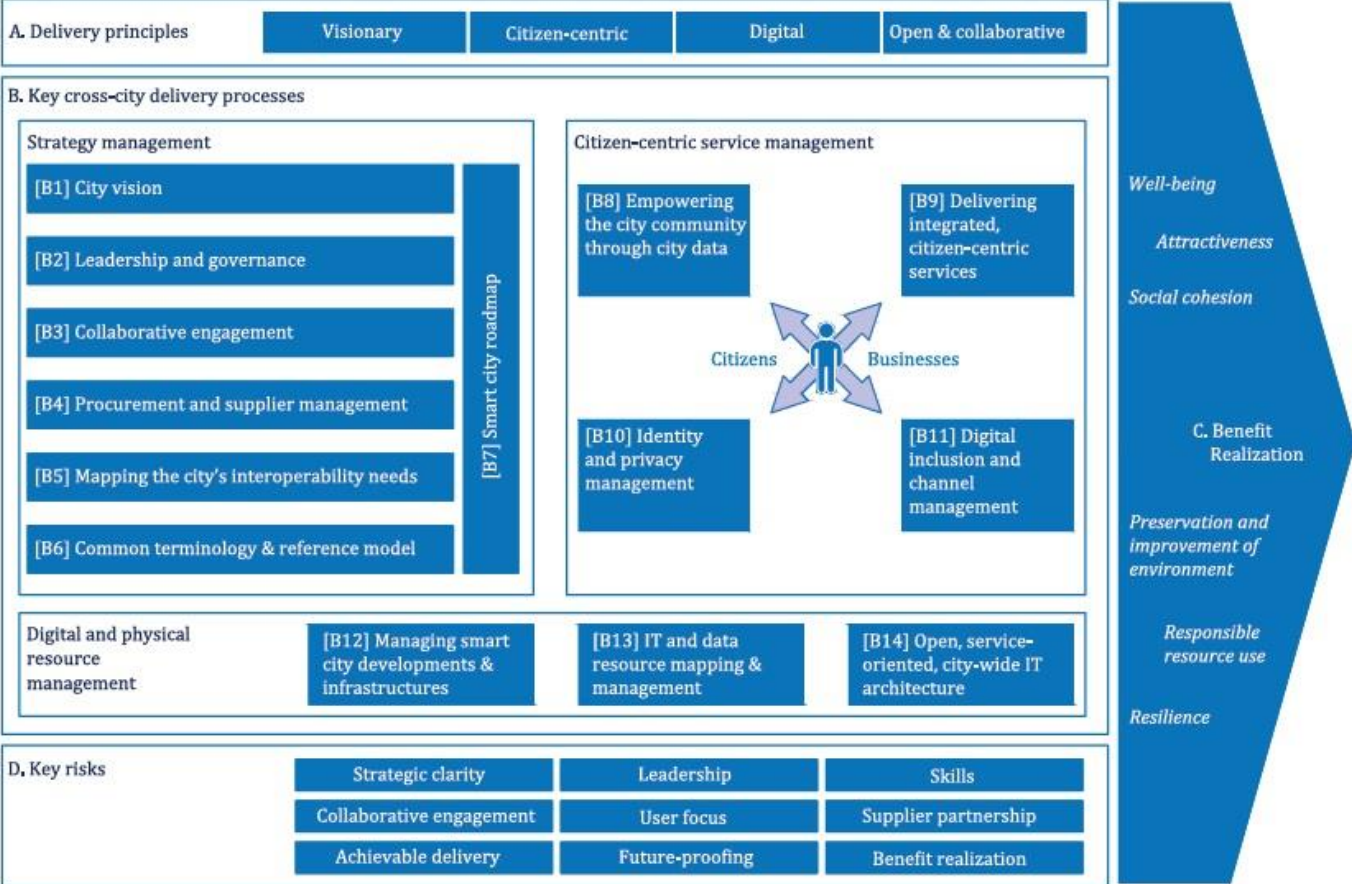 A. Delivery principles
Visionary
Citizen-centric
Digital
Open & collaborative
B. Key cross-city delivery processes
Strategy management
[B1] City vision
[B2] Leadership and governance
[B3] Collaborative engagement
[B4] Procurement and supplier management
[B5] Mapping the city's interoperability needs
[B6] Common terminology & reference model
[B7] Smart city roadmap
Citizen-centric service management
[B8] Empowering
the city community
through city data
[B9] Delivering
integrated,
citizen-centric
services
Citizens
Businesses
[B10] Identity
and privacy
management
[B11] Digital
inclusion and
channel
management
Digital and physical
resource
management
[B12] Managing smart
city developments &
infrastructures
[B13] IT and data
resource mapping &
management
[B14] Open, service-
oriented, city-wide IT
architecture
D. Key risks
Strategic clarity
Leadership
Skills
Collaborative engagement
User focus
Supplier partnership
Achievable delivery
Future-proofing
Benefit realization
Well-being
Attractiveness
Social cohesion
C. Benefit
Realization
Preservation and
improvement of
environment
Responsible
resource use
Resilience